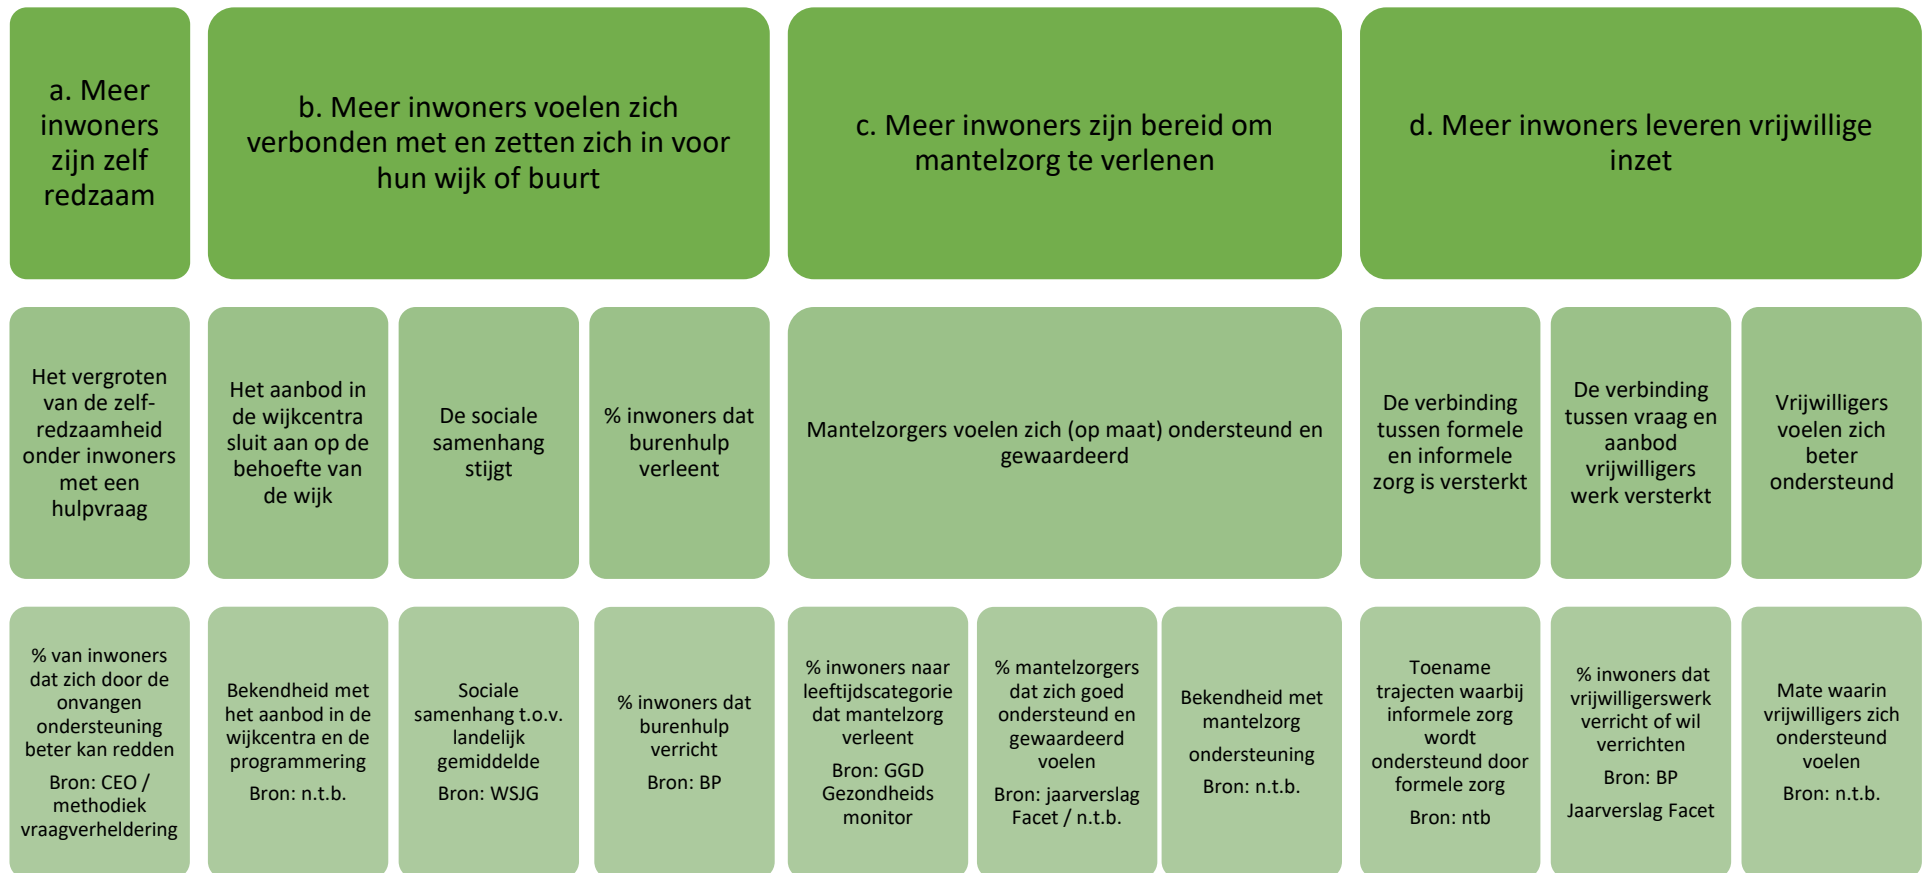 a. Meer
inwoners
zijn zelf
redzaam
b. Meer inwoners voelen zich
verbonden met en zetten zich in voor
hun wijk of buurt
c. Meer inwoners zijn bereid om
mantelzorg te verlenen
d. Meer inwoners leveren vrijwillige
inzet
Het vergroten
van de zelf-
redzaamheid
onder inwoners
met een
hulpvraag
Het aanbod in
de wijkcentra
sluit aan op de
behoefte van
de wijk
De sociale
samenhang
stijgt
% inwoners dat
burenhulp
verleent
Mantelzorgers voelen zich (op maat) ondersteund en
gewaardeerd
De verbinding
tussen formele
en informele
zorg is versterkt
De verbinding
tussen vraag en
aanbod
vrijwilligers
werk versterkt
Vrijwilligers
voelen zich
beter
ondersteund
% van inwoners
dat zich door de
onvangen
ondersteuning
beter kan redden
Bron: CEO /
methodiek
vraagverheldering
Bekendheid met
het aanbod in de
wijkcentra en de
programmering
Bron: n.t.b.
Sociale
samenhang t.o.v.
landelijk
gemiddelde
Bron: WSJG
% inwoners dat
burenhulp
verricht
Bron: BP
% inwoners naar
leeftijdscategorie
dat mantelzorg
verleent
Bron: GGD
Gezondheids
monitor
% mantelzorgers
dat zich goed
ondersteund en
gewaardeerd
voelen
Bron: jaarverslag
Facet / n.t.b.
Bekendheid met
mantelzorg
ondersteuning
Bron: n.t.b.
Toename
trajecten waarbij
informele zorg
wordt
ondersteund door
formele zorg
Bron: ntb
% inwoners dat
vrijwilligerswerk
verricht of wil
verrichten
Bron: BP
Jaarverslag Facet
Mate waarin
vrijwilligers zich
ondersteund
voelen
Bron: n.t.b.